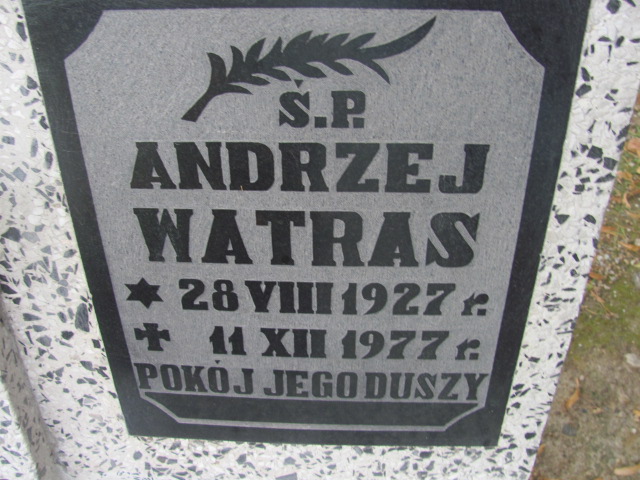 Ś.P.
ANDRZEJ
WATRAS
28 VIII 1927 r.
11 XII 1977 r.
POKÓJ JEGO DUSZY